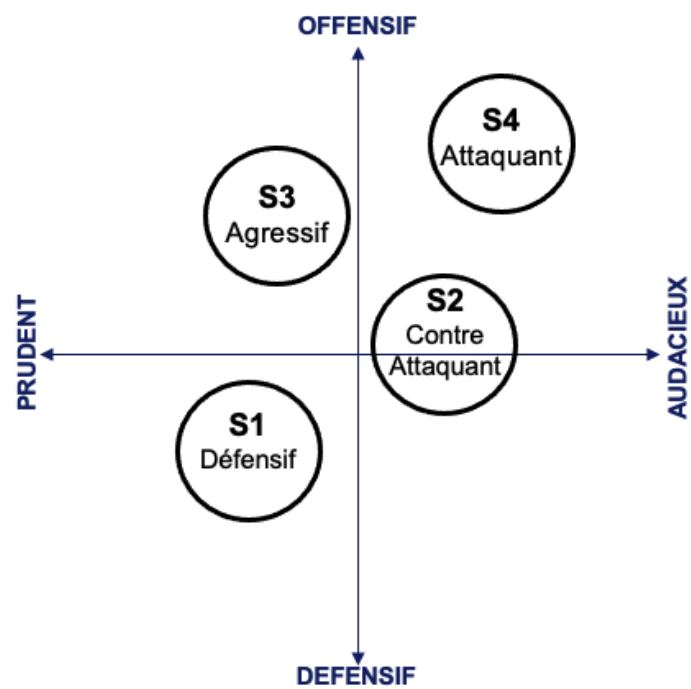 OFFENSIF
S4
Attaquant
S3
Agressif
S2
Contre
Attaquant
PRUDENT
AUDACIEUX
S1
Défensif
DEFENSIF